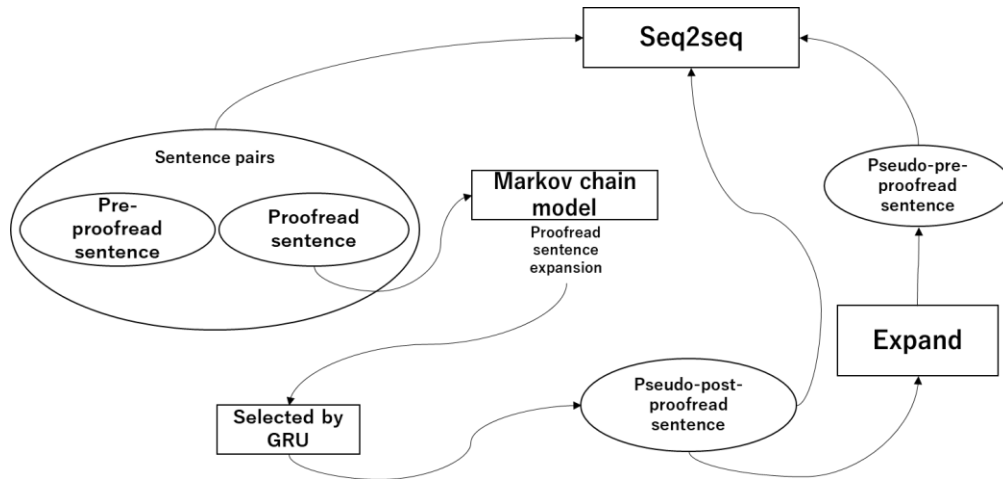 Seq2seq
Sentence pairs
Pre-
proofread
sentence
Proofread
sentence
Markov chain
model
Proofread
sentence
expansion
Pseudo-pre-
proofread
sentence
Expand
Selected by
GRU
Pseudo-post-
proofread
sentence